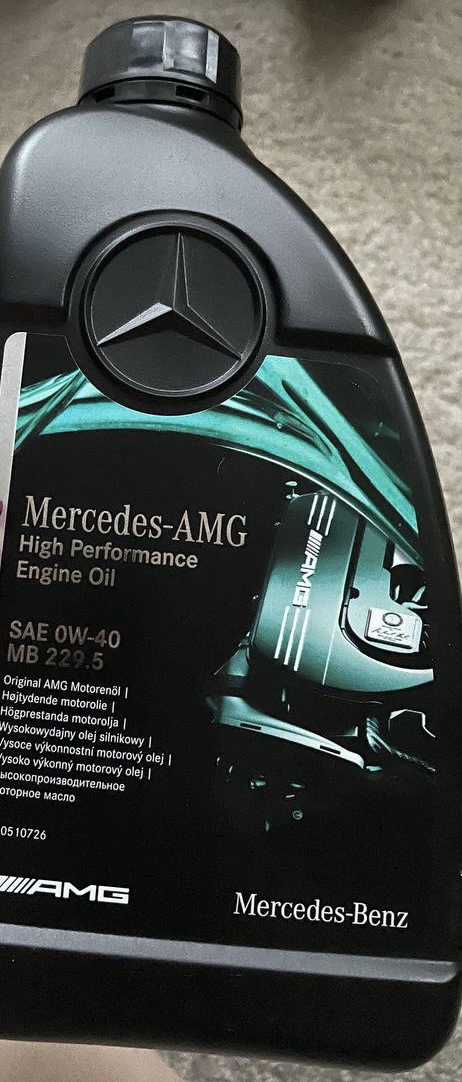 Mercedes-AMG
High Performance
Engine Oil
SAE 0W-40
MB 229.5
Original AMG Motorenöl |
Højtydende motorolie |
Högprestanda motorolja |
Wysokowydajny olej silnikowy |
Vysoce výkonnostní motorový olej |
Vysoko výkonný motorový olej |
ысокопроизводительное
оторное масло
0510726
AMG
AMG
Mercedes-Benz